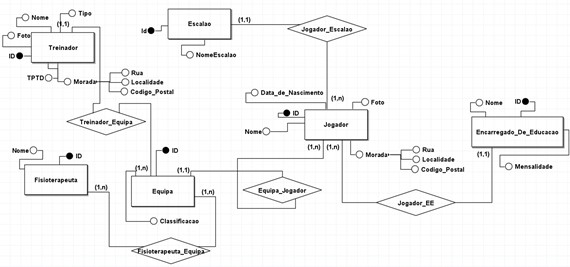 Nome
Tipo
(1,1)
Foto
Treinador
ID
TPTD
Morada
Rua
Localidade
Codigo_Postal
Treinador_Equipa
Nome
ID
Fisioterapeuta
(1,n)
(1,n)
ID
(1,1)
Equipa
(1,n)
Classificacao
Fisioterapeuta_Equipa
Escalao
(1,1)
Id
NomeEscalao
Jogador_Escalao
Data_de_Nascimento
(1,n)
Foto
ID
Nome
Jogador
(1,n)
(1,n)
Morada
Rua
Localidade
Codigo_Postal
Equipa_Jogador
Jogador_EE
Nome
ID
Encarregado_De_Educacao
(1,1)
Mensalidade